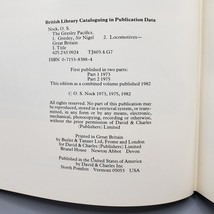 British Library Cataloguing in Publication Data
Nock, O. S.
The Gresley Pacifics.
1. Gresley, Sir Nigel 2. Locomotives—
Great Britain
I. Title
625.2'61'0924 TJ603.4.G7
ISBN 0-7153-8388-4
First published in two parts:
Part 1 1973
Part 2 1975
This edition as a combined volume published 1982
© O. S. Nock 1973, 1975, 1982
All rights reserved. No part of this publication may be
reproduced, stored in a retrieval system, or transmitted,
in any form or by any means, electronic,
mechanical, photocopying, recording or otherwise,
without the prior permission of David & Charles
(Publishers) Limited
Printed in Great Britain
by Butler & Tanner Ltd, Frome and London
for David & Charles (Publishers) Limited
Brunel House Newton Abbot Devon
Published in the United States of America
by David & Charles Inc.
North Pomfret Vermont 05053 USA